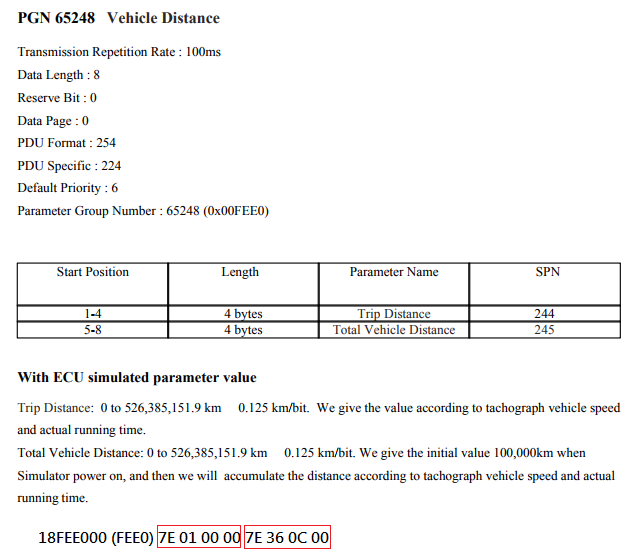 PGN 65248 Vehicle Distance
Transmission Repetition Rate : 100ms
Data Length : 8
Reserve Bit : 0
Data Page : 0
PDU Format : 254
PDU Specific : 224
Default Priority : 6
Parameter Group Number : 65248 (0x00FEE0)
Start Position Length Parameter Name SPN
1-4 4 bytes Trip Distance 244
5-8 4 bytes Total Vehicle Distance 245
With ECU simulated parameter value
Trip Distance: 0 to 526,385,151.9 km 0.125 km/bit. We give the value according to tachograph vehicle speed
and actual running time.
Total Vehicle Distance: 0 to 526,385,151.9 km 0.125 km/bit. We give the initial value 100,000km when
Simulator power on, and then we will accumulate the distance according to tachograph vehicle speed and actual
running time.
18FEE000 (FEE0) 7E 01 00 00 7E 36 0C 00